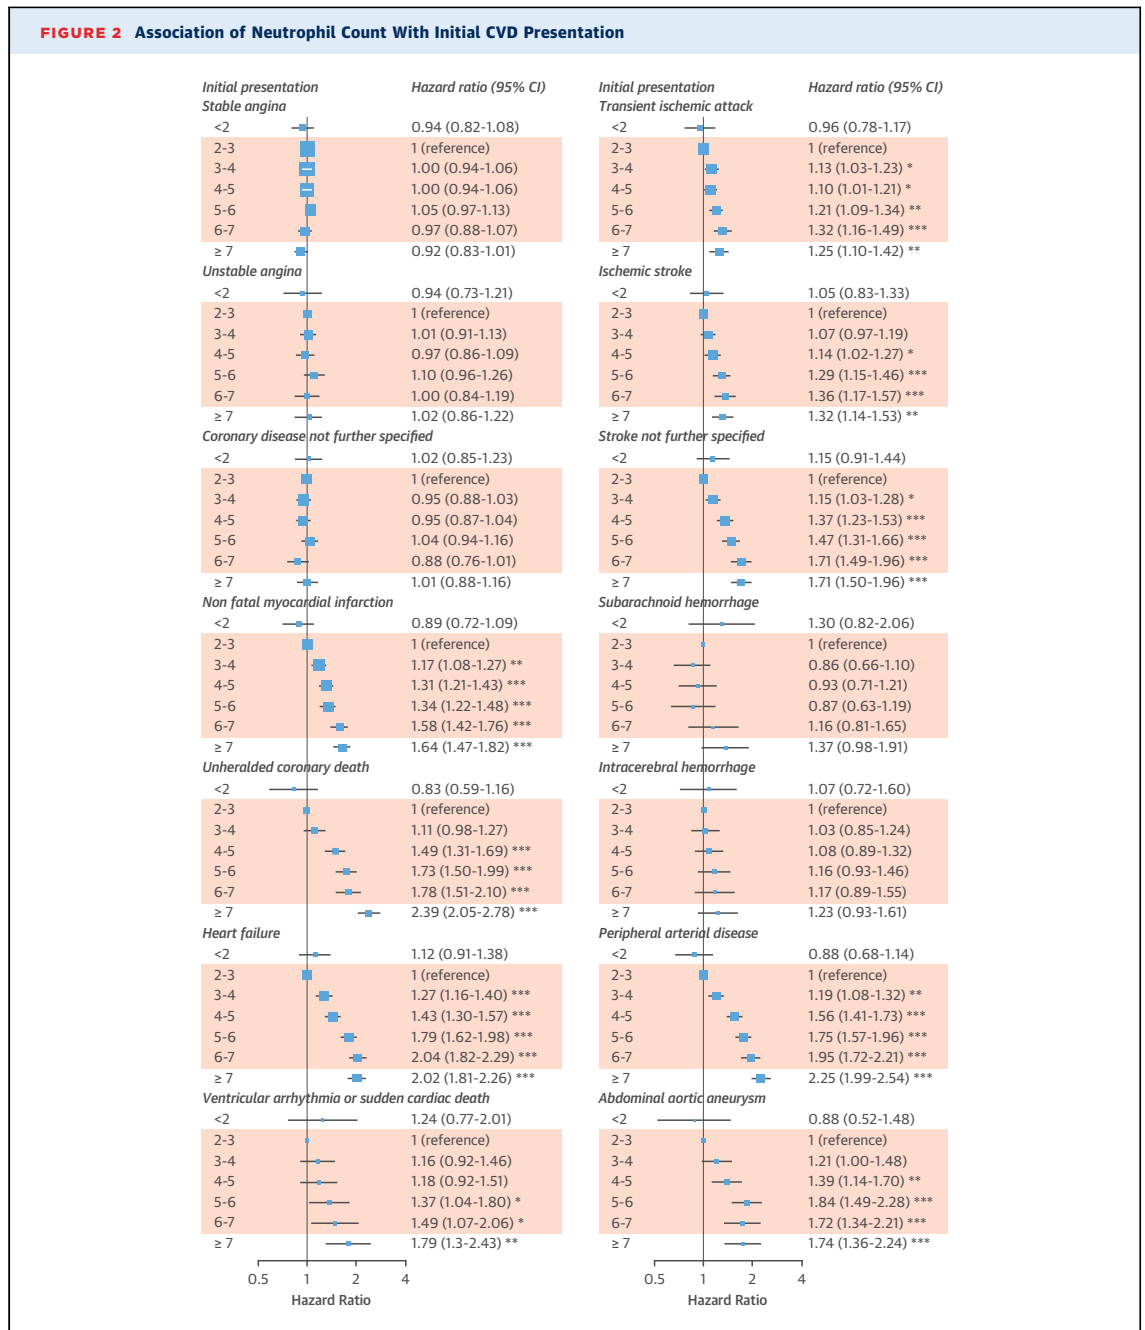 FIGURE 2 Association of Neutrophil Count With Initial CVD Presentation
Initial presentation Hazard ratio (95% CI)
Stable angina
<2 0.94 (0.82-1.08)
2-3 1 (reference)
3-4 1.00 (0.94-1.06)
4-5 1.00 (0.94-1.06)
5-6 1.05 (0.97-1.13)
6-7 0.97 (0.88-1.07)
≥ 7 0.92 (0.83-1.01)
Unstable angina
<2 0.94 (0.73-1.21)
2-3 1 (reference)
3-4 1.01 (0.91-1.13)
4-5 0.97 (0.86-1.09)
5-6 1.10 (0.96-1.26)
6-7 1.00 (0.84-1.19)
≥ 7 1.02 (0.86-1.22)
Coronary disease not further specified
<2 1.02 (0.85-1.23)
2-3 1 (reference)
3-4 0.95 (0.88-1.03)
4-5 0.95 (0.87-1.04)
5-6 1.04 (0.94-1.16)
6-7 0.88 (0.76-1.01)
≥ 7 1.01 (0.88-1.16)
Non fatal myocardial infarction
<2 0.89 (0.72-1.09)
2-3 1 (reference)
3-4 1.17 (1.08-1.27) **
4-5 1.31 (1.21-1.43) ***
5-6 1.34 (1.22-1.48) ***
6-7 1.58 (1.42-1.76) ***
≥ 7 1.64 (1.47-1.82) ***
Unheralded coronary death
<2 0.83 (0.59-1.16)
2-3 1 (reference)
3-4 1.11 (0.98-1.27)
4-5 1.49 (1.31-1.69) ***
5-6 1.73 (1.50-1.99) ***
6-7 1.78 (1.51-2.10) ***
≥ 7 2.39 (2.05-2.78) ***
Heart failure
<2 1.12 (0.91-1.38)
2-3 1 (reference)
3-4 1.27 (1.16-1.40) ***
4-5 1.43 (1.30-1.57) ***
5-6 1.79 (1.62-1.98) ***
6-7 2.04 (1.82-2.29) ***
≥ 7 2.02 (1.81-2.26) ***
Ventricular arrhythmia or sudden cardiac death
<2 1.24 (0.77-2.01)
2-3 1 (reference)
3-4 1.16 (0.92-1.46)
4-5 1.18 (0.92-1.51)
5-6 1.37 (1.04-1.80) *
6-7 1.49 (1.07-2.06) *
≥ 7 1.79 (1.3-2.43) **
0.5 1 2 4
Hazard Ratio
Initial presentation Hazard ratio (95% CI)
Transient ischemic attack
<2 0.96 (0.78-1.17)
2-3 1 (reference)
3-4 1.13 (1.03-1.23) *
4-5 1.10 (1.01-1.21) *
5-6 1.21 (1.09-1.34) **
6-7 1.32 (1.16-1.49) ***
≥ 7 1.25 (1.10-1.42) **
Ischemic stroke
<2 1.05 (0.83-1.33)
2-3 1 (reference)
3-4 1.07 (0.97-1.19)
4-5 1.14 (1.02-1.27) *
5-6 1.29 (1.15-1.46) ***
6-7 1.36 (1.17-1.57) ***
≥ 7 1.32 (1.14-1.53) **
Stroke not further specified
<2 1.15 (0.91-1.44)
2-3 1 (reference)
3-4 1.15 (1.03-1.28) *
4-5 1.37 (1.23-1.53) ***
5-6 1.47 (1.31-1.66) ***
6-7 1.71 (1.49-1.96) ***
≥ 7 1.71 (1.50-1.96) ***
Subarachnoid hemorrhage
<2 1.30 (0.82-2.06)
2-3 1 (reference)
3-4 0.86 (0.66-1.10)
4-5 0.93 (0.71-1.21)
5-6 0.87 (0.63-1.19)
6-7 1.16 (0.81-1.65)
≥ 7 1.37 (0.98-1.91)
Intracerebral hemorrhage
<2 1.07 (0.72-1.60)
2-3 1 (reference)
3-4 1.03 (0.85-1.24)
4-5 1.08 (0.89-1.32)
5-6 1.16 (0.93-1.46)
6-7 1.17 (0.89-1.55)
≥ 7 1.23 (0.93-1.61)
Peripheral arterial disease
<2 0.88 (0.68-1.14)
2-3 1 (reference)
3-4 1.19 (1.08-1.32) **
4-5 1.56 (1.41-1.73) ***
5-6 1.75 (1.57-1.96) ***
6-7 1.95 (1.72-2.21) ***
≥ 7 2.25 (1.99-2.54) ***
Abdominal aortic aneurysm
<2 0.88 (0.52-1.48)
2-3 1 (reference)
3-4 1.21 (1.00-1.48)
4-5 1.39 (1.14-1.70) **
5-6 1.84 (1.49-2.28) ***
6-7 1.72 (1.34-2.21) ***
≥ 7 1.74 (1.36-2.24) ***
0.5 1 2 4
Hazard Ratio